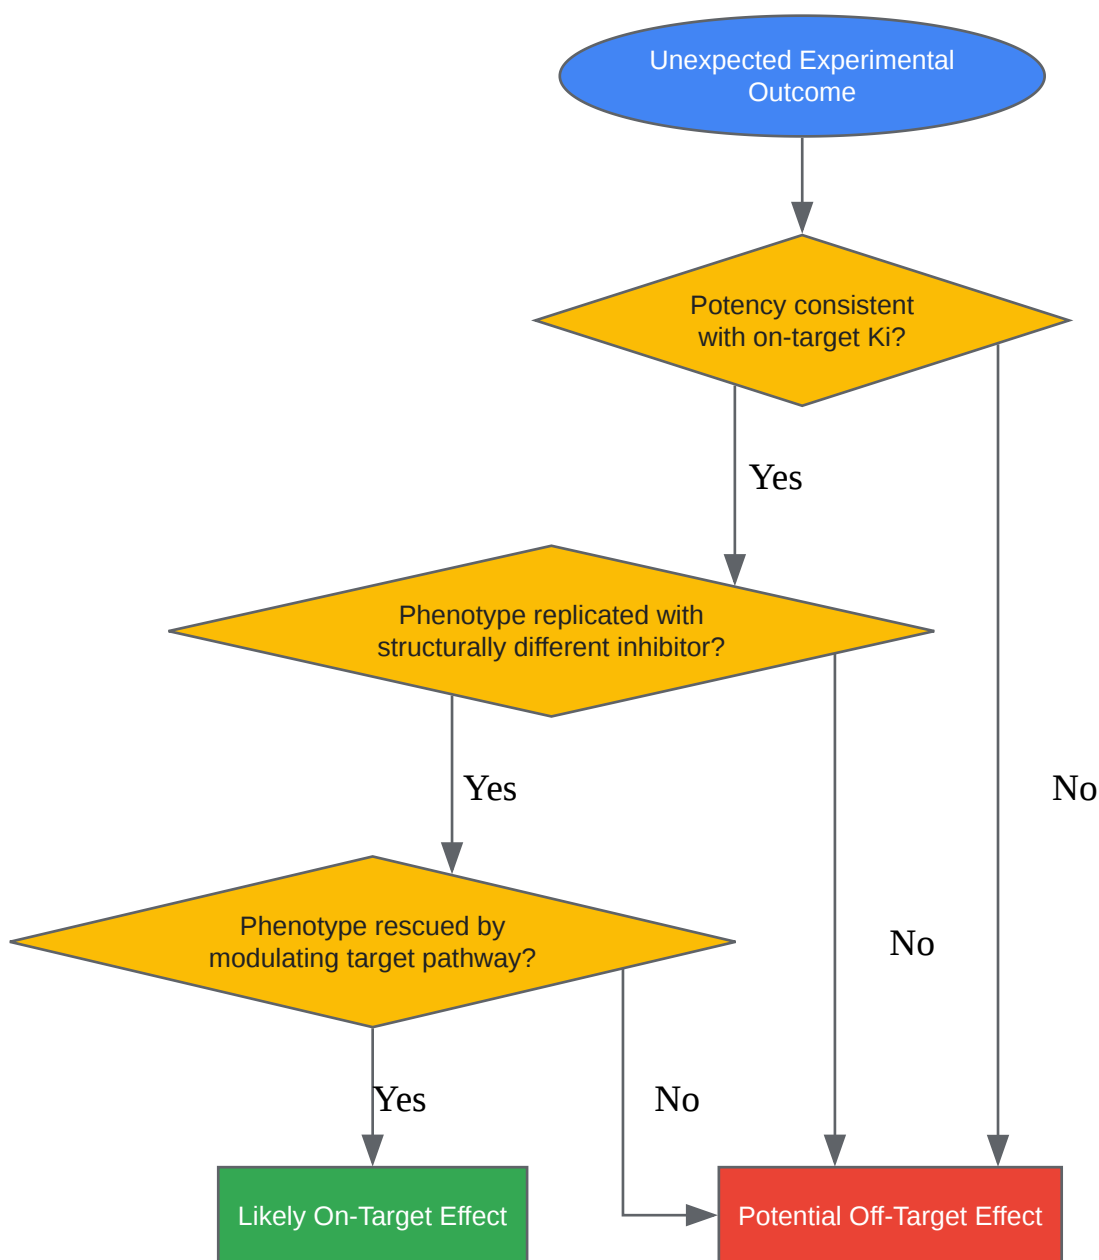 Unexpected Experimental
Outcome
Potency consistent
with on-target Ki?
Yes
Phenotype replicated with
structurally different inhibitor?
Yes
No
Phenotype rescued by
modulating target pathway?
No
Yes
No
Likely On-Target Effect
Potential Off-Target Effect